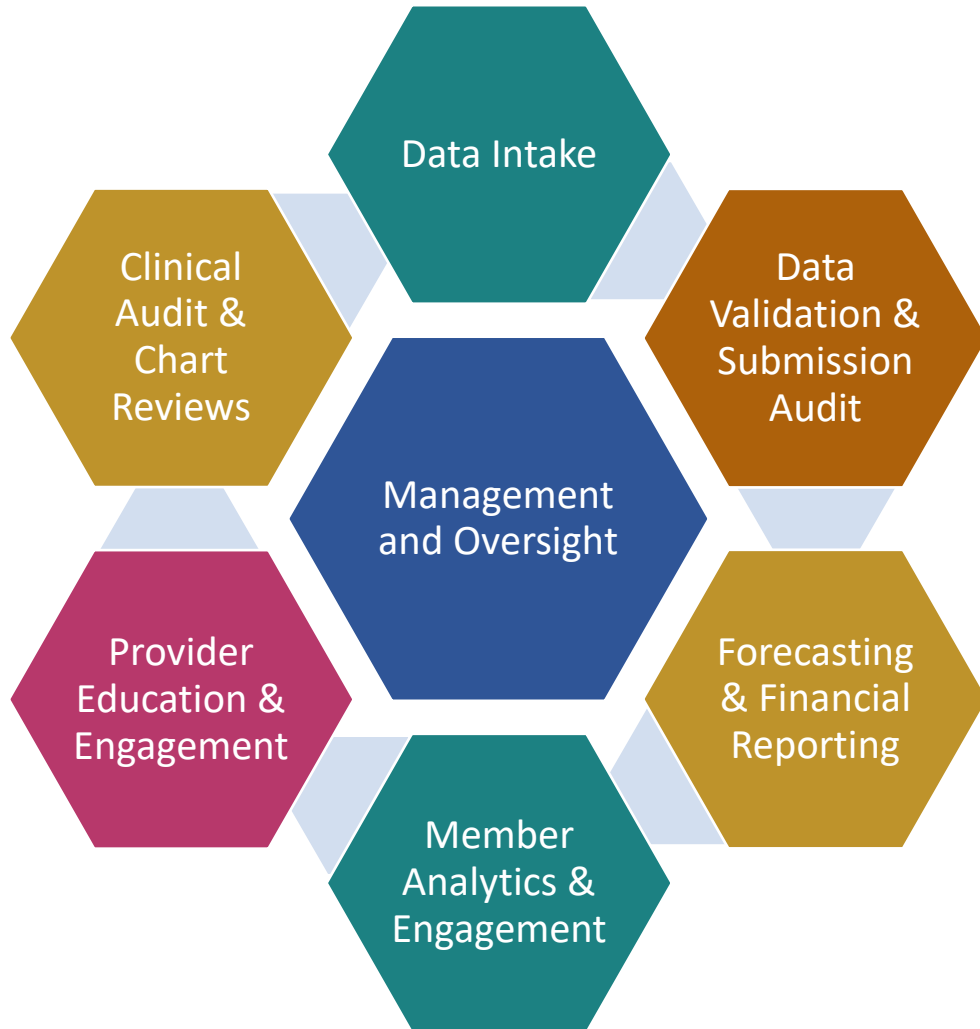 Data Intake
Data
Validation &
Submission
Audit
Forecasting
& Financial
Reporting
Member
Analytics &
Engagement
Provider
Education &
Engagement
Clinical
Audit &
Chart
Reviews
Management
and Oversight